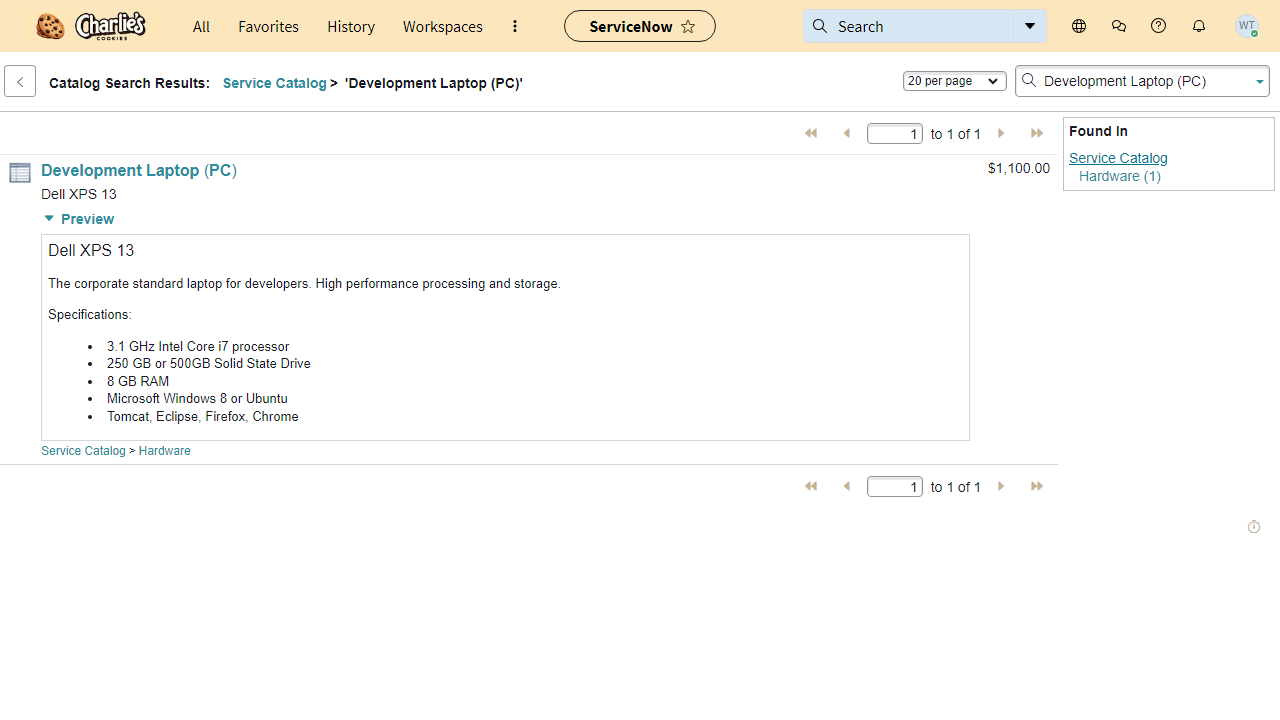 Charlie's COOKIES All Favorites History Workspaces ServiceNow Search WT
Catalog Search Results: Service Catalog > 'Development Laptop (PC)' 20 per page Development Laptop (PC)
1 to 1 of 1
Found In
Service Catalog
Hardware (1)
Development Laptop (PC) $1,100.00
Dell XPS 13
Preview
Dell XPS 13
The corporate standard laptop for developers. High performance processing and storage.
Specifications:
• 3.1 GHz Intel Core i7 processor
• 250 GB or 500GB Solid State Drive
• 8 GB RAM
• Microsoft Windows 8 or Ubuntu
• Tomcat, Eclipse, Firefox, Chrome
Service Catalog > Hardware
1 to 1 of 1